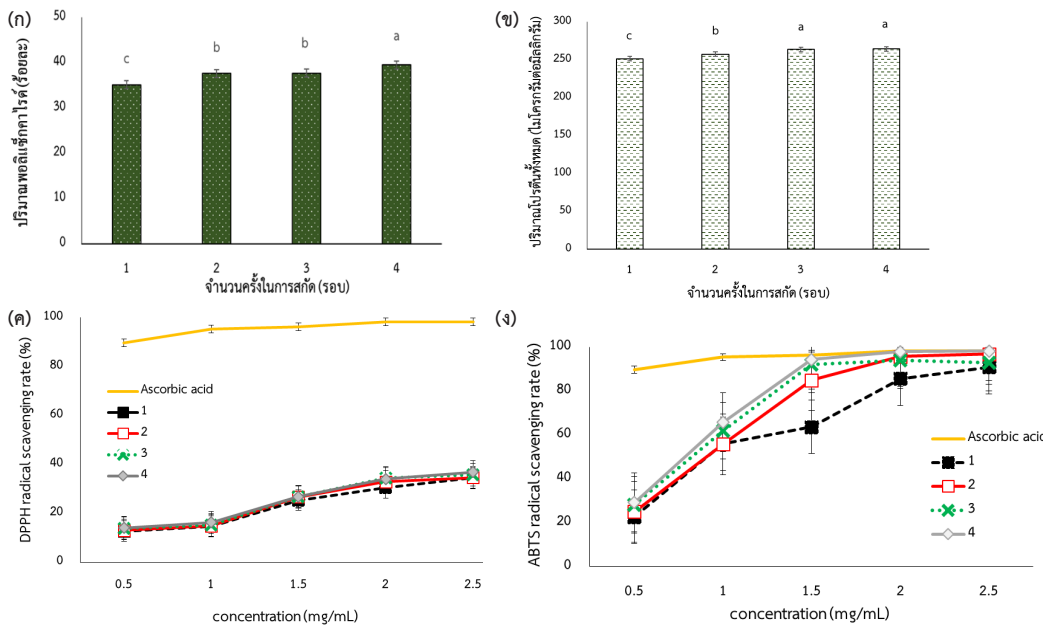 (ก)
ปริมาณพอลิแซ็กคาไรด์ (ร้อยละ)
50
40
30
20
10
0
c
b
b
a
1
2
3
4
จำนวนครั้งในการสกัด (รอบ)
(ข)
ปริมาณโปรตีนทั้งหมด (ไมโครกรัมต่อมิลลิกรัม)
300
250
200
150
100
50
0
c
b
a
a
1
2
3
4
จำนวนครั้งในการสกัด (รอบ)
(ค)
DPPH radical scavenging rate (%)
100
80
60
40
20
0
Ascorbic acid
1
2
3
4
0.5
1
1.5
2
2.5
concentration (mg/mL)
(ง)
ABTS radical scavenging rate (%)
100
80
60
40
20
0
Ascorbic acid
1
2
3
4
0.5
1
1.5
2
2.5
concentration (mg/mL)